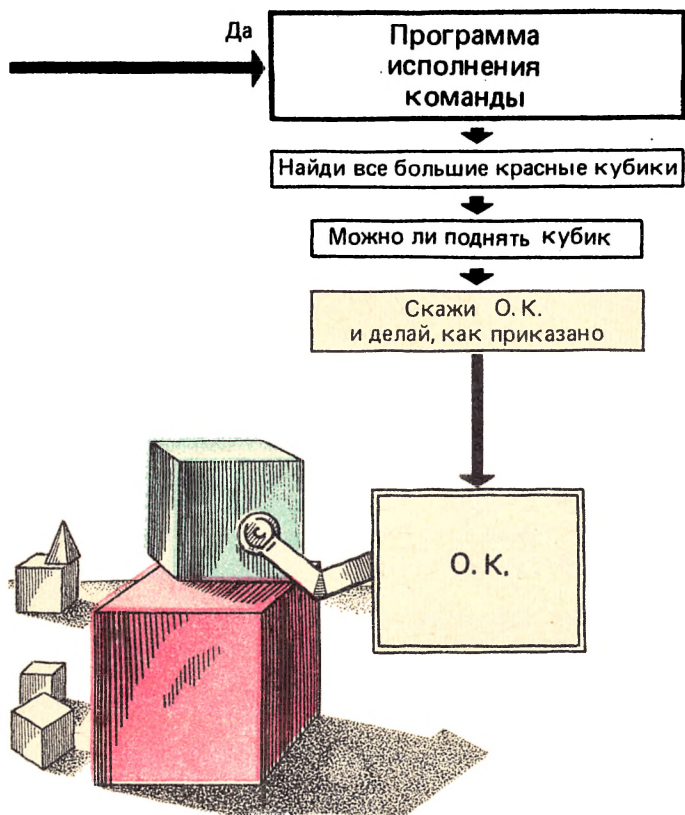 Да
Программа
исполнения
команды
Найди все большие красные кубики
Можно ли поднять кубик
Скажи О. К.
и делай, как приказано
О. К.